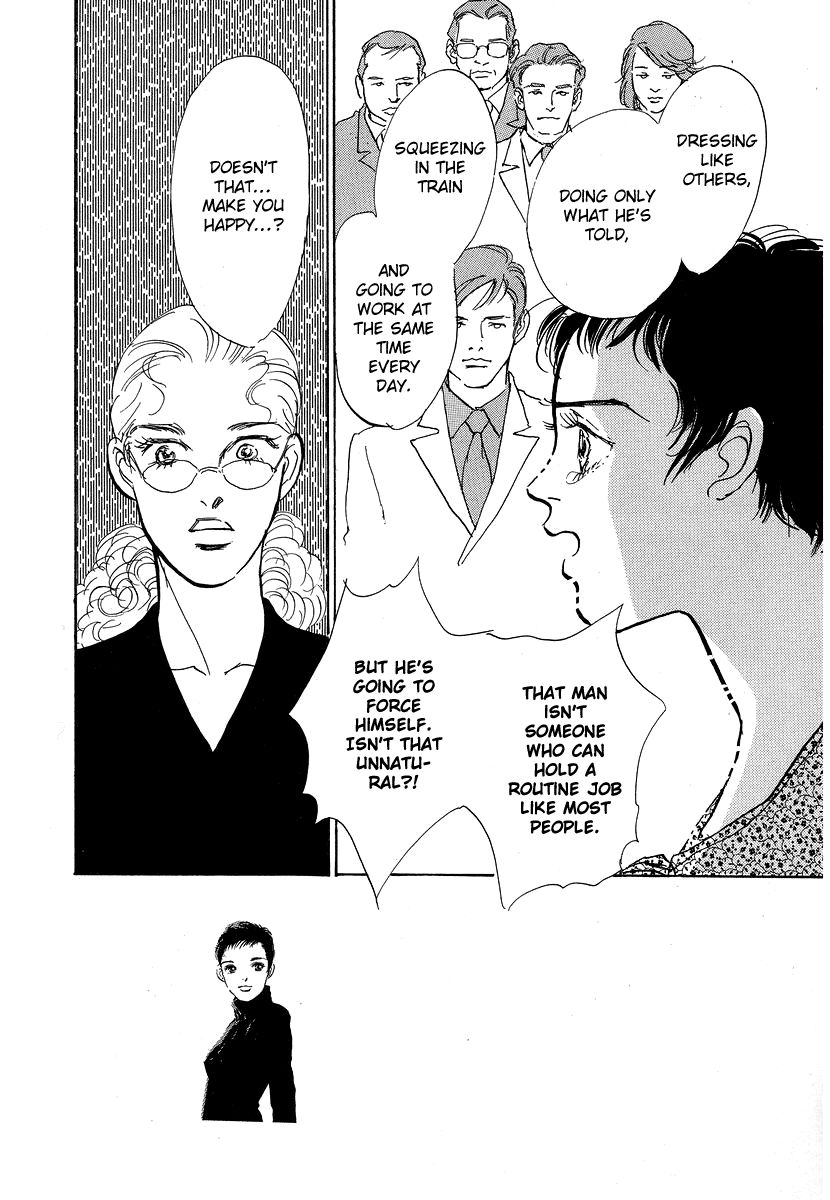 DRESSING
LIKE
OTHERS,
DOING ONLY
WHAT HE'S
TOLD,
SQUEEZING
IN THE
TRAIN
AND
GOING TO
WORK AT
THE SAME
TIME
EVERY
DAY.
THAT MAN
ISN'T
SOMEONE
WHO CAN
HOLD A
ROUTINE JOB
LIKE MOST
PEOPLE.
BUT HE'S
GOING TO
FORCE
HIMSELF.
ISN'T THAT
UNNATU-
RAL?!
DOESN'T
THAT...
MAKE YOU
HAPPY...?